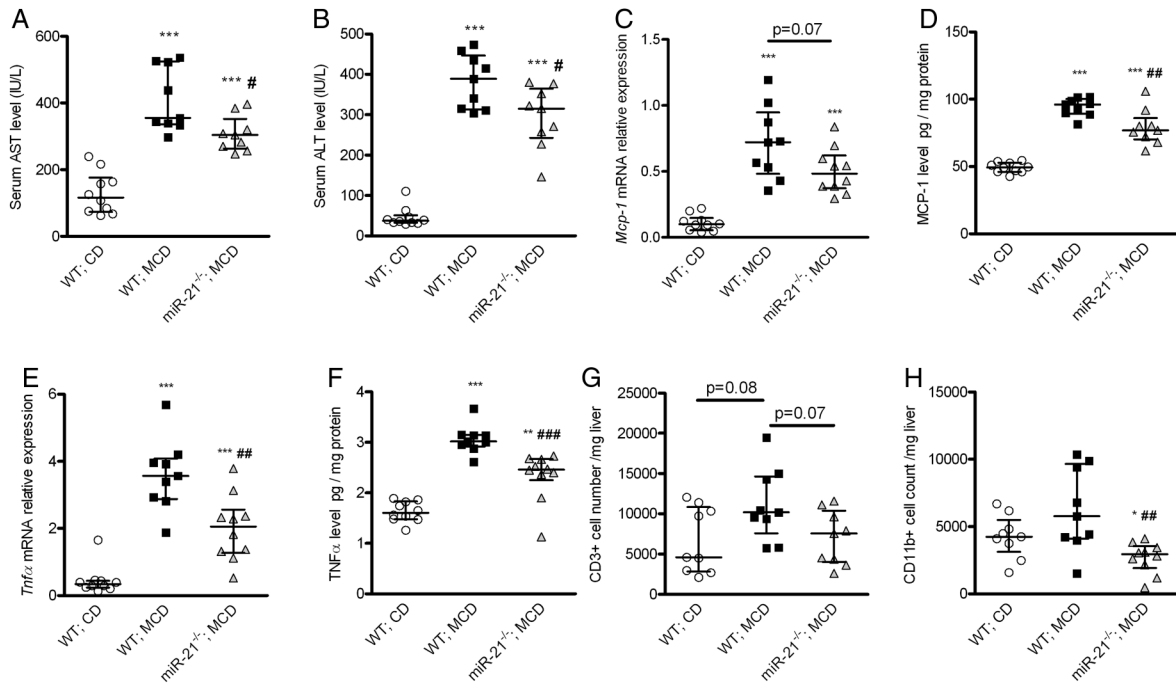 A
Serum AST level (IU/L)
600
400
200
0
***
*** #
WT; CD
WT; MCD
miR-21-/-; MCD
B
Serum ALT level (IU/L)
500
400
300
200
100
0
***
*** #
WT; CD
WT; MCD
miR-21-/-; MCD
C
Mcp-1 mRNA relative expression
1.5
1.0
0.5
0.0
p=0.07
***
***
WT; CD
WT; MCD
miR-21-/-; MCD
D
MCP-1 level pg / mg protein
150
100
50
0
***
*** ##
WT; CD
WT; MCD
miR-21-/-; MCD
E
Tnfα mRNA relative expression
6
4
2
0
***
*** ##
WT; CD
WT; MCD
miR-21-/-; MCD
F
TNFα level pg / mg protein
4
3
2
1
0
***
** ###
WT; CD
WT; MCD
miR-21-/-; MCD
G
CD3+ cell number /mg liver
25000
20000
15000
10000
5000
0
p=0.08
p=0.07
WT; CD
WT; MCD
miR-21-/-; MCD
H
CD11b+ cell count /mg liver
15000
10000
5000
0
* ##
WT; CD
WT; MCD
miR-21-/-; MCD